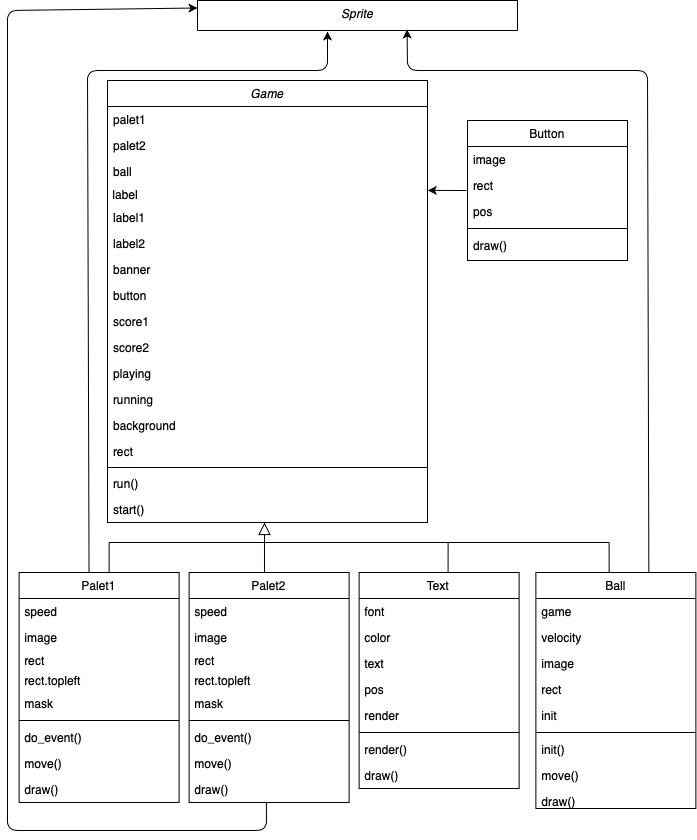 Sprite
Game
palet1
palet2
ball
label
label1
label2
banner
button
score1
score2
playing
running
background
rect
run()
start()
Button
image
rect
pos
draw()
Palet1
speed
image
rect
rect.topleft
mask
do_event()
move()
draw()
Palet2
speed
image
rect
rect.topleft
mask
do_event()
move()
draw()
Text
font
color
text
pos
render
render()
draw()
Ball
game
velocity
image
rect
init
init()
move()
draw()